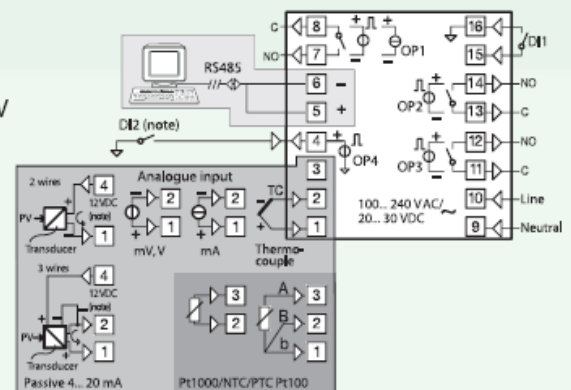 C 8 + - OP1 16
NO 7 15 DI1
RS485 6 - 14 NO
V
5 + OP2 13 C
DI2 (note) 4 + OP4 12 NO
OP3 11 C
3
Analogue input
2 wires 4 12VDC (note)
PV + - 1
Transducer
2 1 mV, V
2 1 mA
TC 2 1 Thermo-
couple
100... 240 VAC/~ 10 Line
20... 30 VDC 9 Neutral
3 wires 4 12VDC
(note)
PV + - 2
1
Transducer
Passive 4... 20 mA
3
2
A 3
B 2
b 1
Pt1000/NTC/PTC Pt100